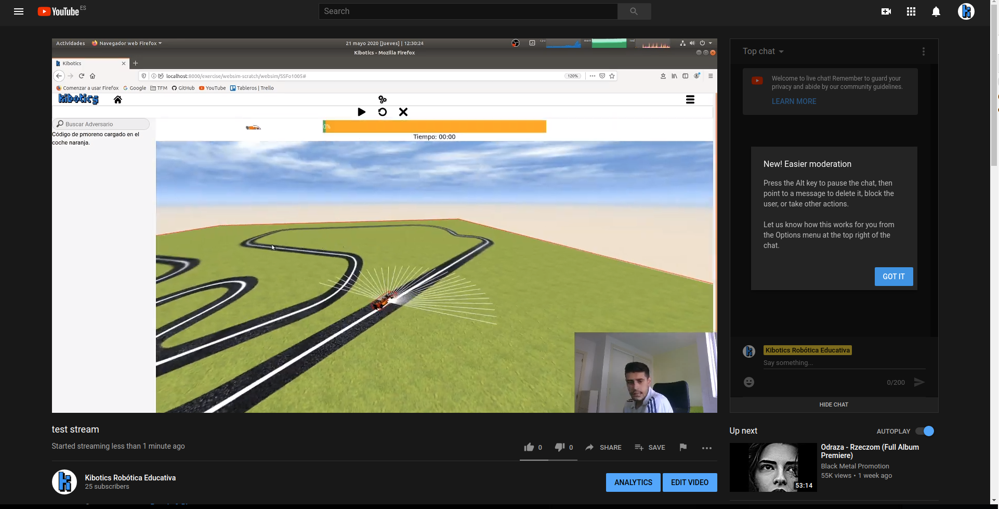 YouTube ES
Search
Actividades Navegador web Firefox 21 mayo 2020 [jueves] | 12:30:24 cpu mem red
Kibotics - Mozilla Firefox
Kibotics
localhost:8000/exercise/websim-scratch/websim/SSFo1005# 120%
Comenzar a usar Firefox Google TFM GitHub YouTube Tableros | Trello
kibotics
Buscar Adversario
Código de pmoreno cargado en el
coche naranja.
0%
Tiempo: 00:00
Top chat
Welcome to live chat! Remember to guard your
privacy and abide by our community guidelines.
LEARN MORE
New! Easier moderation
Press the Alt key to pause the chat, then
point to a message to delete it, block the
user, or take other actions.
Let us know how this works for you from
the Options menu at the top right of the
chat.
GOT IT
Kibotics Robótica Educativa
Say something...
0/200
HIDE CHAT
test stream
Started streaming less than 1 minute ago
0 0 SHARE SAVE
Kibotics Robótica Educativa
25 subscribers
ANALYTICS EDIT VIDEO
Up next AUTOPLAY
Odraza - Rzeczom (Full Album
Premiere)
Black Metal Promotion
55K views • 1 week ago
53:14